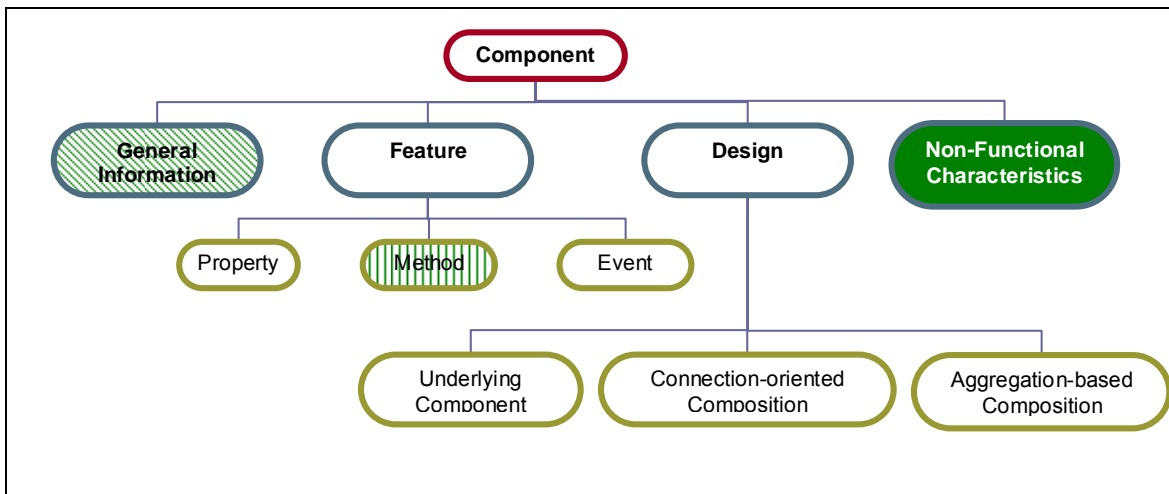 Component
General
Information
Feature
Design
Non-Functional
Characteristics
Property
Method
Event
Underlying
Component
Connection-oriented
Composition
Aggregation-based
Composition